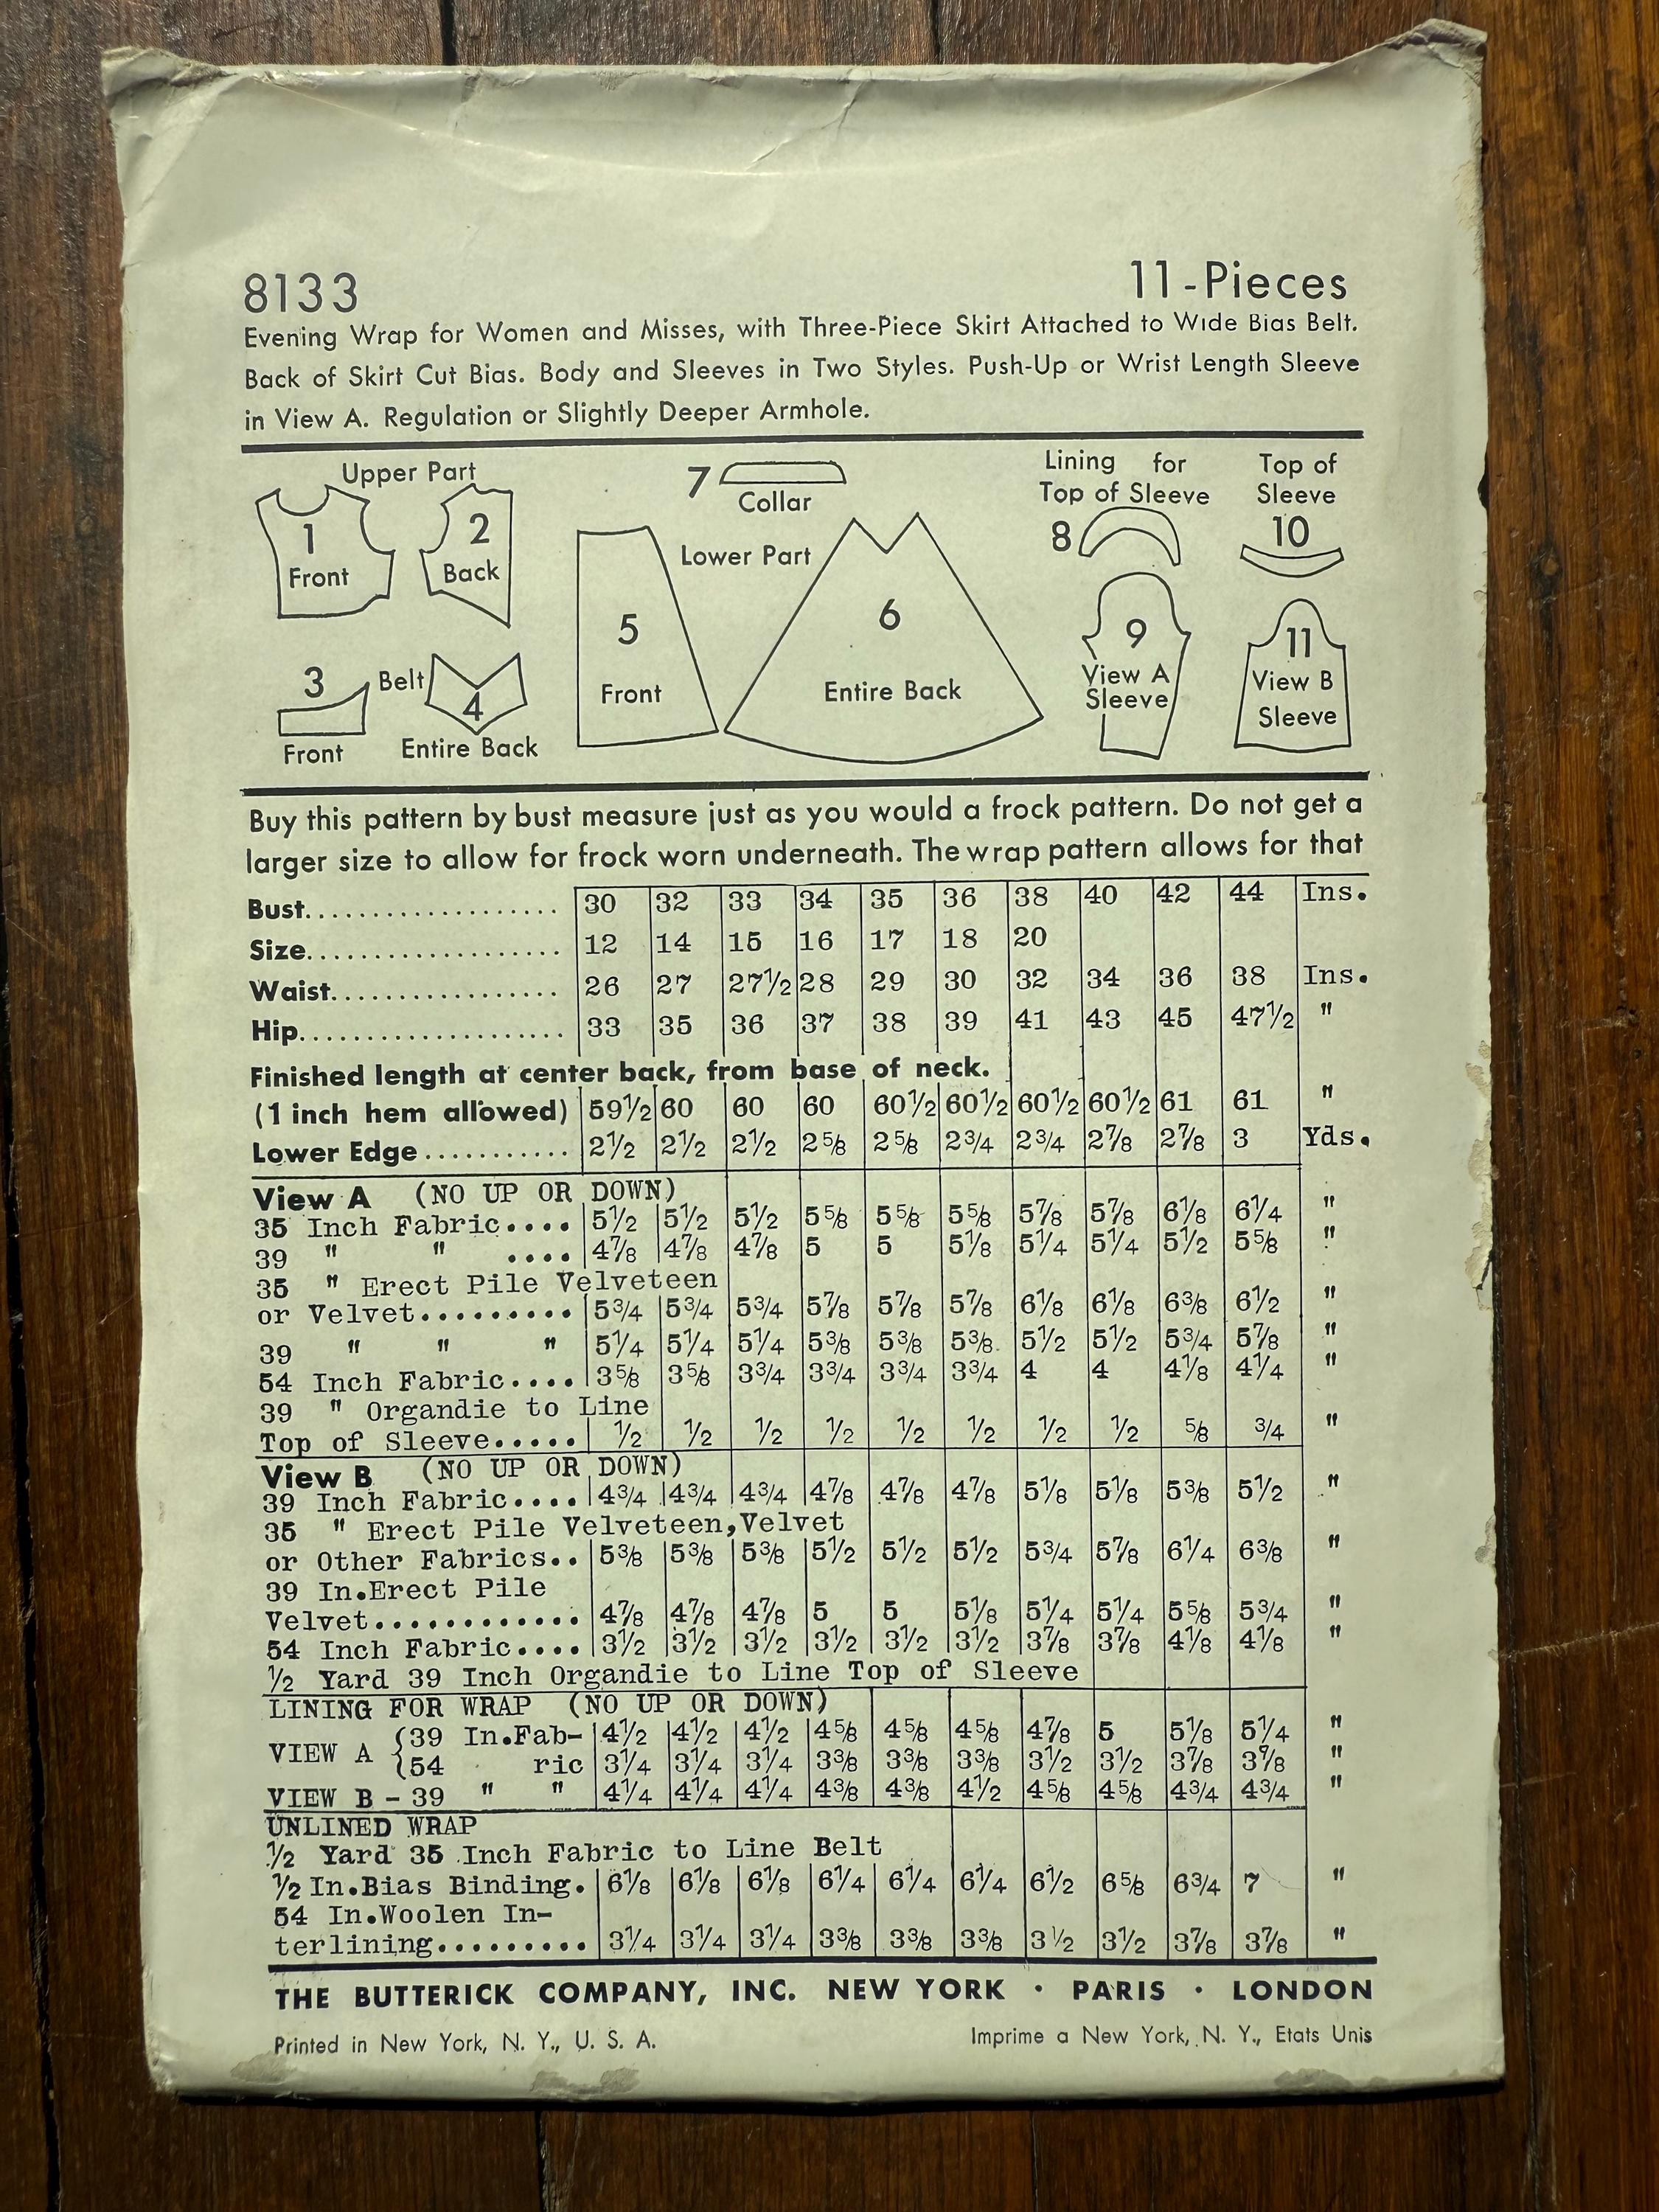 8133 11-Pieces
Evening Wrap for Women and Misses, with Three-Piece Skirt Attached to Wide Bias Belt.
Back of Skirt Cut Bias. Body and Sleeves in Two Styles. Push-Up or Wrist Length Sleeve
in View A. Regulation or Slightly Deeper Armhole.
Upper Part
1
Front
2
Back
3
Front
Belt
4
Entire Back
7
Collar
Lower Part
5
Front
6
Entire Back
Lining for
Top of Sleeve
8
Top of
Sleeve
10
9
View A
Sleeve
11
View B
Sleeve
Buy this pattern by bust measure just as you would a frock pattern. Do not get a
larger size to allow for frock worn underneath. The wrap pattern allows for that
Bust................... 30 32 33 34 35 36 38 40 42 44 Ins.
Size................... 12 14 15 16 17 18 20
Waist................. 26 27 27½ 28 29 30 32 34 36 38 Ins.
Hip.................... 33 35 36 37 38 39 41 43 45 47½ "
Finished length at center back, from base of neck.
(1 inch hem allowed) 59½ 60 60 60 60½ 60½ 60½ 60½ 61 61 "
Lower Edge........... 2½ 2½ 2½ 2⅝ 2⅝ 2¾ 2¾ 2⅞ 2⅞ 3 Yds.
View A (NO UP OR DOWN)
35 Inch Fabric.... 5½ 5½ 5½ 5⅝ 5⅝ 5⅝ 5⅞ 5⅞ 6⅛ 6¼ "
39 " " .... 4⅞ 4⅞ 4⅞ 5 5 5⅛ 5¼ 5¼ 5½ 5⅝ "
35 " Erect Pile Velveteen
or Velvet......... 5¾ 5¾ 5¾ 5⅞ 5⅞ 5⅞ 6⅛ 6⅛ 6⅜ 6½ "
39 " " " 5¼ 5¼ 5¼ 5⅜ 5⅜ 5⅜ 5½ 5½ 5¾ 5⅞ "
54 Inch Fabric.... 3⅝ 3⅝ 3¾ 3¾ 3¾ 3¾ 4 4 4⅛ 4¼ "
39 " Organdie to Line
Top of Sleeve..... ½ ½ ½ ½ ½ ½ ½ ½ ⅝ ¾ "
View B (NO UP OR DOWN)
39 Inch Fabric.... 4¾ 4¾ 4¾ 4⅞ 4⅞ 4⅞ 5⅛ 5⅛ 5⅜ 5½ "
35 " Erect Pile Velveteen,Velvet
or Other Fabrics.. 5⅜ 5⅜ 5⅜ 5½ 5½ 5½ 5¾ 5⅞ 6¼ 6⅜ "
39 In.Erect Pile
Velvet............ 4⅞ 4⅞ 4⅞ 5 5 5⅛ 5¼ 5¼ 5⅝ 5¾ "
54 Inch Fabric.... 3½ 3½ 3½ 3½ 3½ 3½ 3⅞ 3⅞ 4⅛ 4⅛ "
½ Yard 39 Inch Organdie to Line Top of Sleeve
LINING FOR WRAP (NO UP OR DOWN)
VIEW A {39 In.Fab- 4½ 4½ 4½ 4⅝ 4⅝ 4⅝ 4⅞ 5 5⅛ 5¼ "
{54 ric 3¼ 3¼ 3¼ 3⅜ 3⅜ 3⅜ 3½ 3½ 3⅞ 3⅞ "
VIEW B - 39 " " 4¼ 4¼ 4¼ 4⅜ 4⅜ 4½ 4⅝ 4⅝ 4¾ 4¾ "
UNLINED WRAP
½ Yard 35 Inch Fabric to Line Belt
½ In.Bias Binding. 6⅛ 6⅛ 6⅛ 6¼ 6¼ 6¼ 6½ 6⅝ 6¾ 7 "
54 In.Woolen In-
terlining......... 3¼ 3¼ 3¼ 3⅜ 3⅜ 3⅜ 3½ 3½ 3⅞ 3⅞ "
THE BUTTERICK COMPANY, INC. NEW YORK · PARIS · LONDON
Printed in New York, N. Y., U. S. A. Imprime a New York, N. Y., Etats Unis